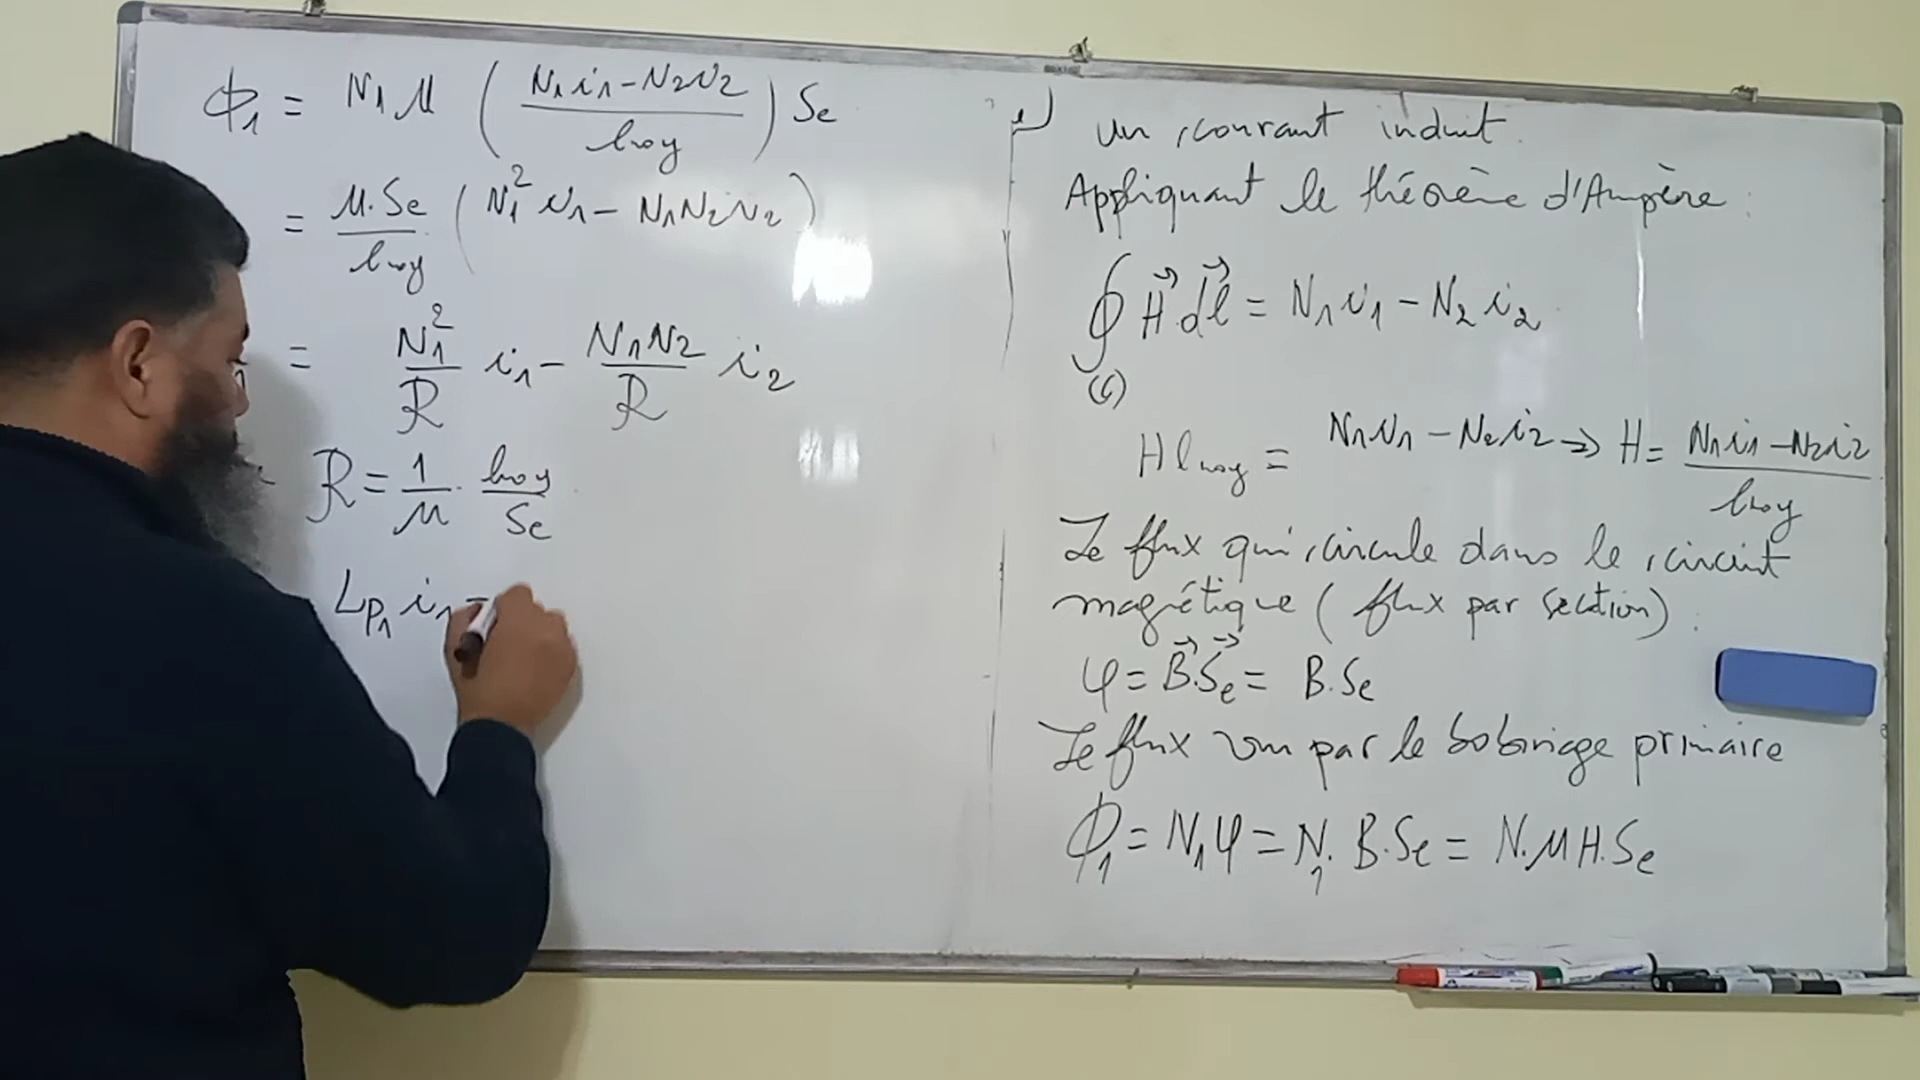 ϕ₁ = N₁ μ ( (N₁ i₁ − N₂ i₂) / lmoy ) Se
= (μ.Se / lmoy) (N₁² i₁ − N₁N₂ i₂)
₁ = (N₁² / R) i₁ − (N₁N₂ / R) i₂
R = (1 / μ) . (lmoy / Se)
Lp₁ i₁ −
un courant induit.
Appliquant le théorème d'Ampère :
∮ H⃗.dl⃗ = N₁ i₁ − N₂ i₂
(C)
H lmoy = N₁ i₁ − N₂ i₂ → H = (N₁ i₁ − N₂ i₂) / lmoy
Le flux qui circule dans le circuit
magnétique ( flux par section) :
φ = B⃗.S⃗e = B.Se
Le flux vu par le bobinage primaire
ϕ₁ = N₁φ = N₁. B.Se = N.μ H.Se